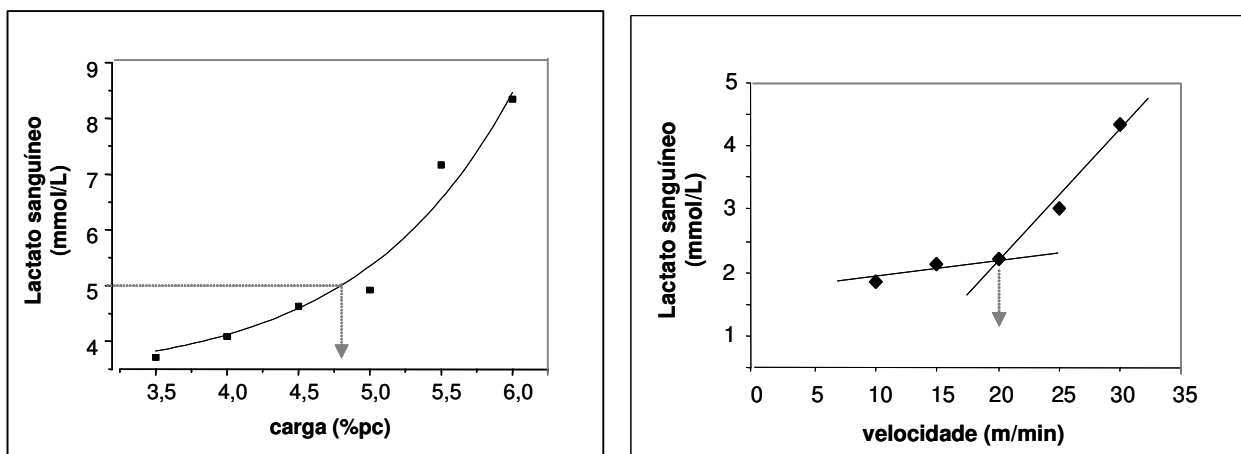 9
8
7
6
5
4
Lactato sanguíneo
(mmol/L)
3,5 4,0 4,5 5,0 5,5 6,0
carga (%pc)
5
4
3
2
1
Lactato sanguíneo
(mmol/L)
0 5 10 15 20 25 30 35
velocidade (m/min)